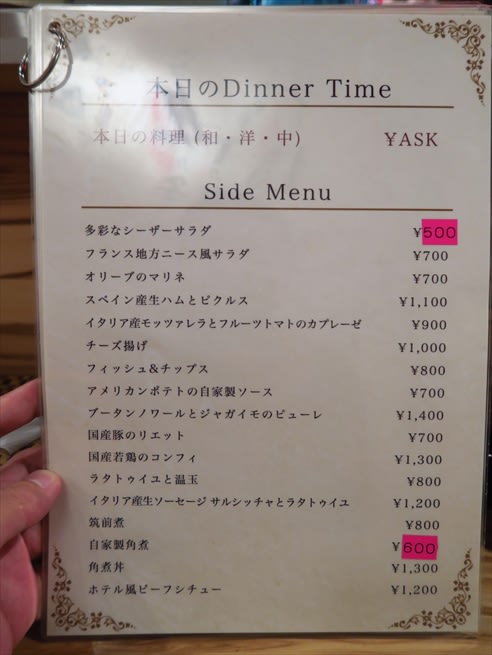 本日のDinner Time
本日の料理 (和・洋・中) ¥ASK
Side Menu
多彩なシーザーサラダ ¥500
フランス地方ニース風サラダ ¥700
オリーブのマリネ ¥700
スペイン産生ハムとピクルス ¥1,100
イタリア産モッツァレラとフルーツトマトのカプレーゼ ¥900
チーズ揚げ ¥1,000
フィッシュ&チップス ¥800
アメリカンポテトの自家製ソース ¥700
ブータンノワールとジャガイモのピューレ ¥1,400
国産豚のリエット ¥700
国産若鶏のコンフィ ¥1,300
ラタトゥイユと温玉 ¥800
イタリア産生ソーセージ サルシッチャとラタトゥイユ ¥1,200
筑前煮 ¥800
自家製角煮 ¥600
角煮丼 ¥1,300
ホテル風ビーフシチュー ¥1,200